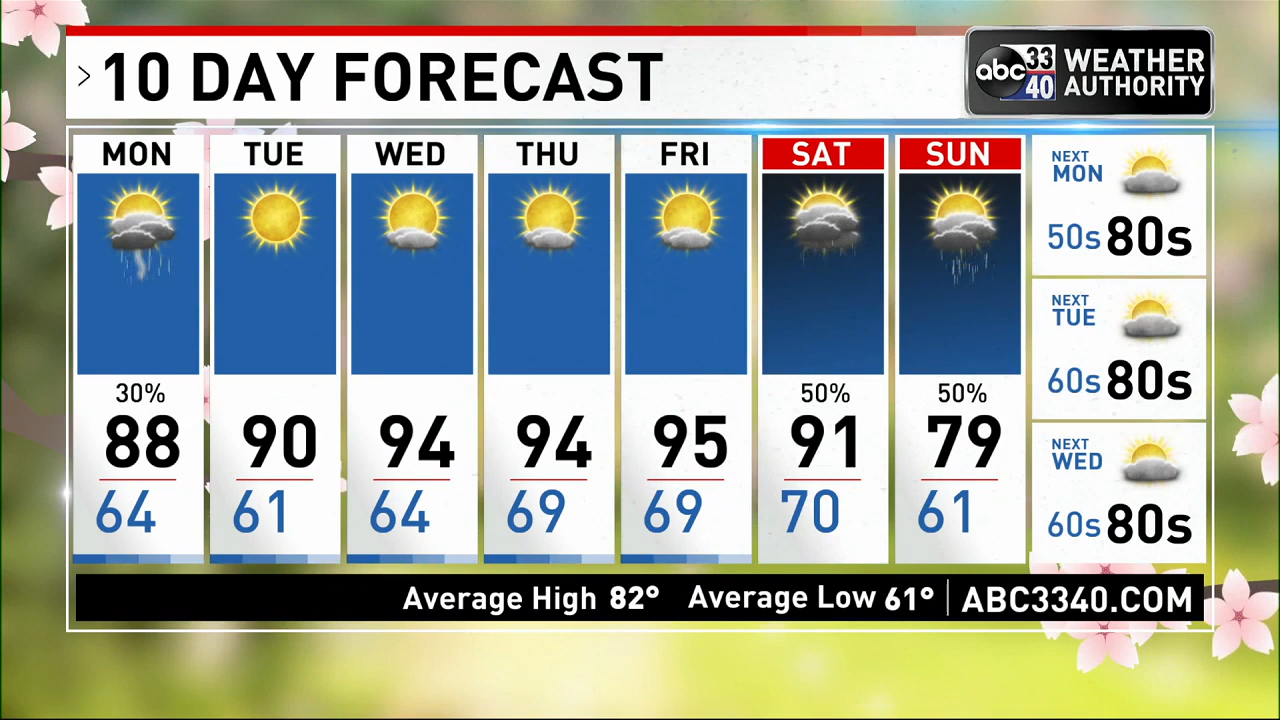 > 10 DAY FORECAST
abc 33 40
WEATHER
AUTHORITY
MON TUE WED THU FRI SAT SUN
30% 50% 50%
88 90 94 94 95 91 79
64 61 64 69 69 70 61
NEXT
MON
50s 80s
NEXT
TUE
60s 80s
NEXT
WED
60s 80s
Average High 82° Average Low 61° ABC3340.COM